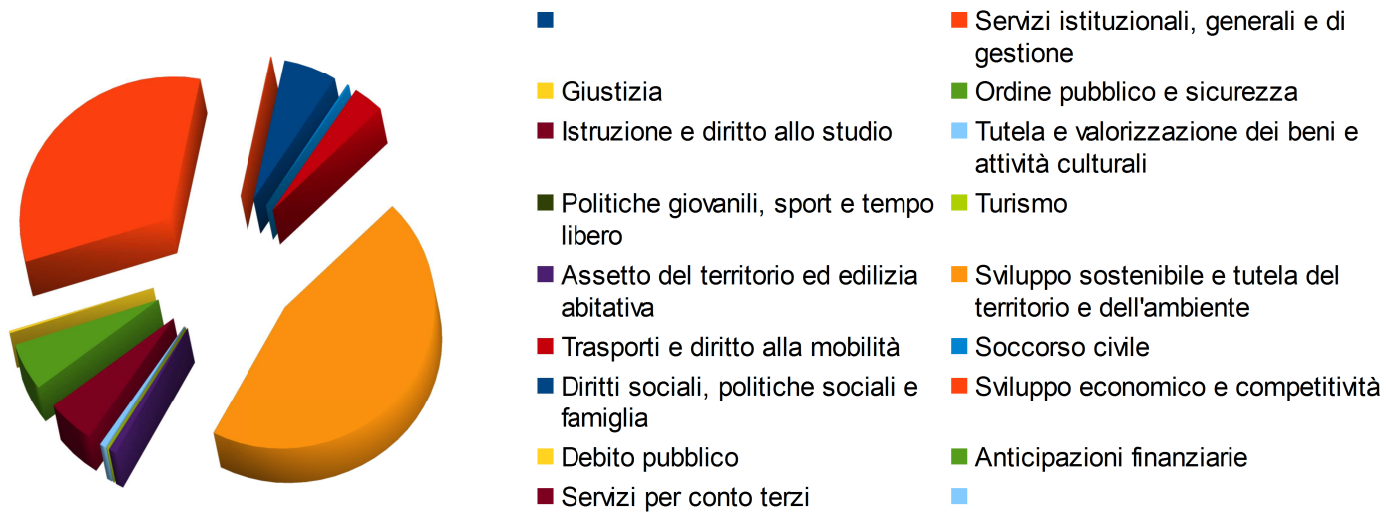 Servizi istituzionali, generali e di
gestione
Giustizia
Ordine pubblico e sicurezza
Istruzione e diritto allo studio
Tutela e valorizzazione dei beni e
attività culturali
Politiche giovanili, sport e tempo
libero
Turismo
Assetto del territorio ed edilizia
abitativa
Sviluppo sostenibile e tutela del
territorio e dell'ambiente
Trasporti e diritto alla mobilità
Soccorso civile
Diritti sociali, politiche sociali e
famiglia
Sviluppo economico e competitività
Debito pubblico
Anticipazioni finanziarie
Servizi per conto terzi